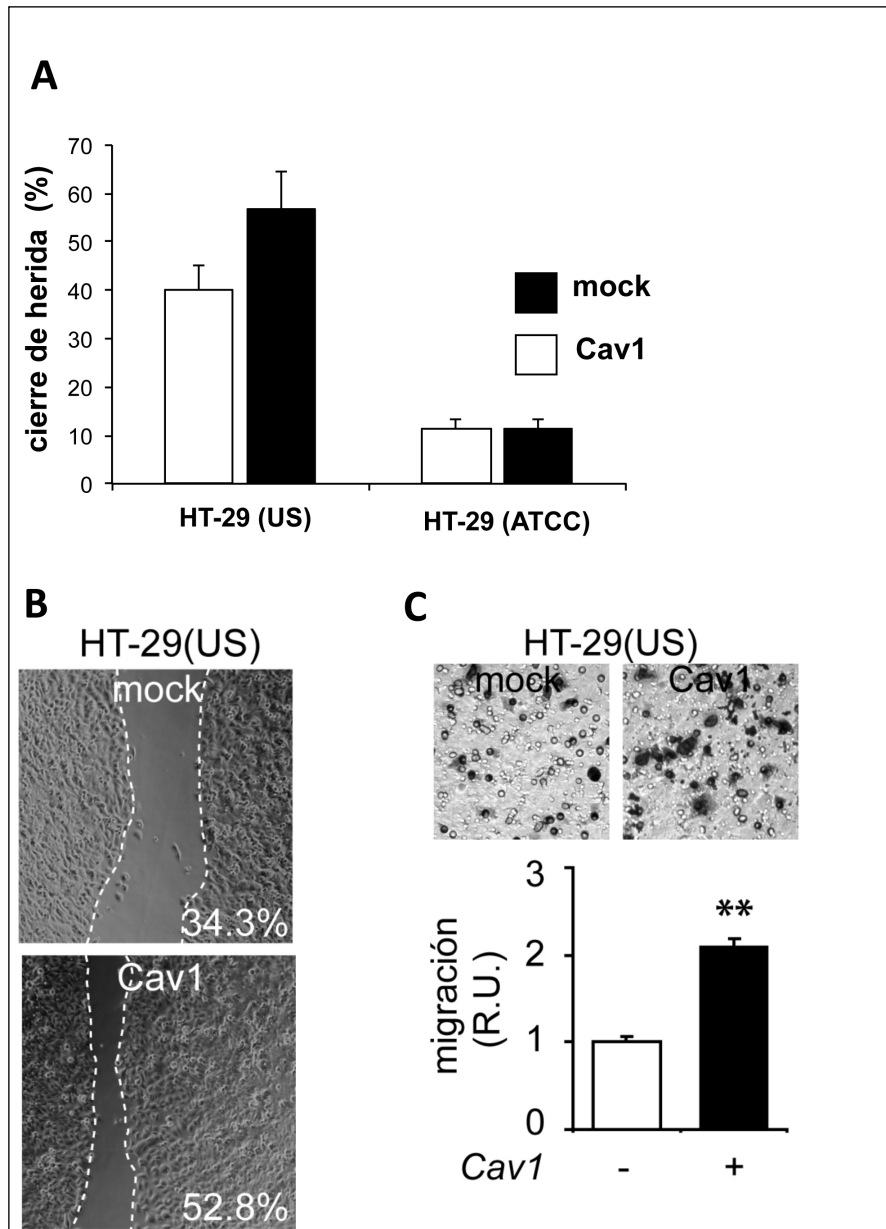 A
cierre de herida (%)
70
60
50
40
30
20
10
0
mock
Cav1
HT-29 (US)
HT-29 (ATCC)
B
HT-29(US)
mock
34.3%
Cav1
52.8%
C
HT-29(US)
mock
Cav1
migración
(R.U.)
3
2
1
0
**
Cav1
-
+